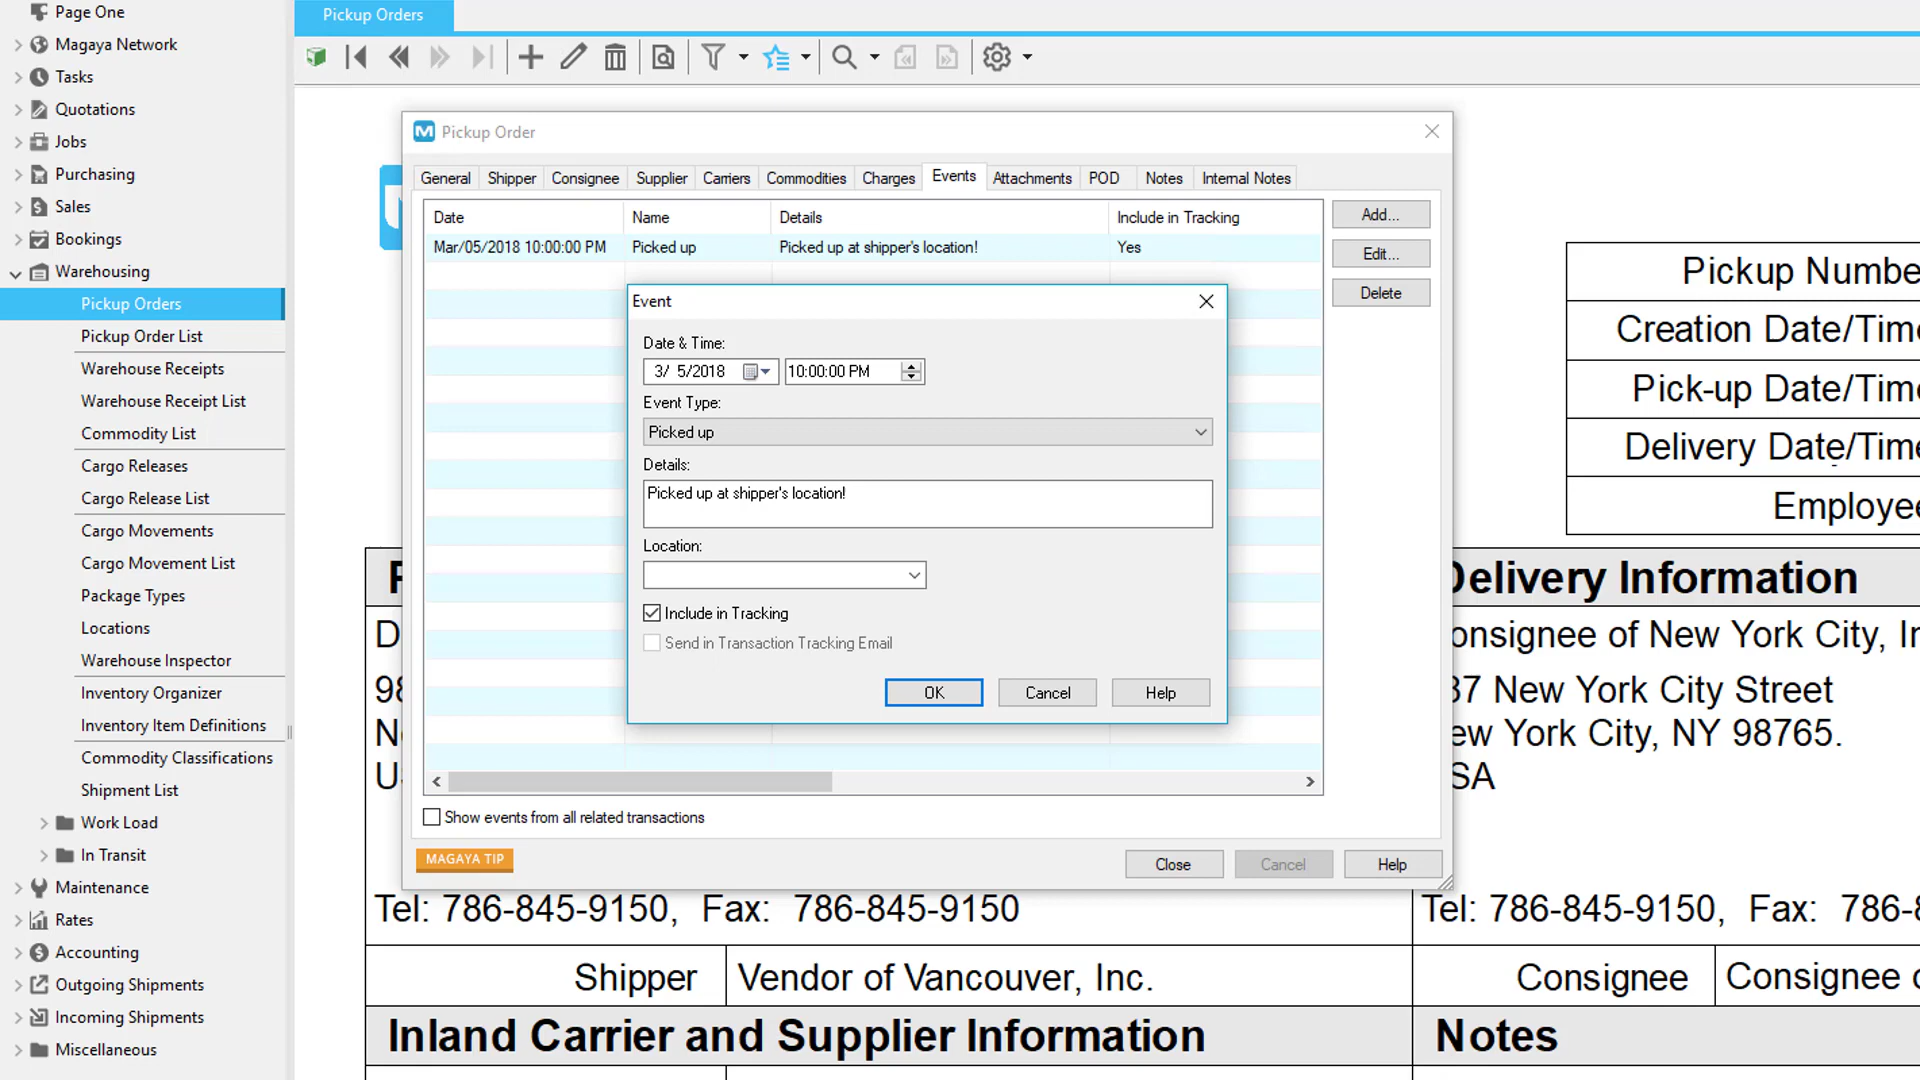 Page One
Magaya Network
Tasks
Quotations
Jobs
Purchasing
Sales
Bookings
Warehousing
Pickup Orders
Pickup Order List
Warehouse Receipts
Warehouse Receipt List
Commodity List
Cargo Releases
Cargo Release List
Cargo Movements
Cargo Movement List
Package Types
Locations
Warehouse Inspector
Inventory Organizer
Inventory Item Definitions
Commodity Classifications
Shipment List
Work Load
In Transit
Maintenance
Rates
Accounting
Outgoing Shipments
Incoming Shipments
Miscellaneous
Pickup Orders
M Pickup Order
General Shipper Consignee Supplier Carriers Commodities Charges Events Attachments POD Notes Internal Notes
Date Name Details Include in Tracking
Mar/05/2018 10:00:00 PM Picked up Picked up at shipper's location! Yes
Add...
Edit...
Delete
Event
Date & Time:
3/ 5/2018 10:00:00 PM
Event Type:
Picked up
Details:
Picked up at shipper's location!
Location:
Include in Tracking
Send in Transaction Tracking Email
OK Cancel Help
Show events from all related transactions
MAGAYA TIP
Close Cancel Help
Pickup Numbe
Creation Date/Time
Pick-up Date/Time
Delivery Date/Time
Employee
Delivery Information
onsignee of New York City, In
37 New York City Street
ew York City, NY 98765.
SA
D
98
N
U
Tel: 786-845-9150, Fax: 786-845-9150
Tel: 786-845-9150, Fax: 786-8
Shipper Vendor of Vancouver, Inc.
Consignee Consignee o
Inland Carrier and Supplier Information
Notes